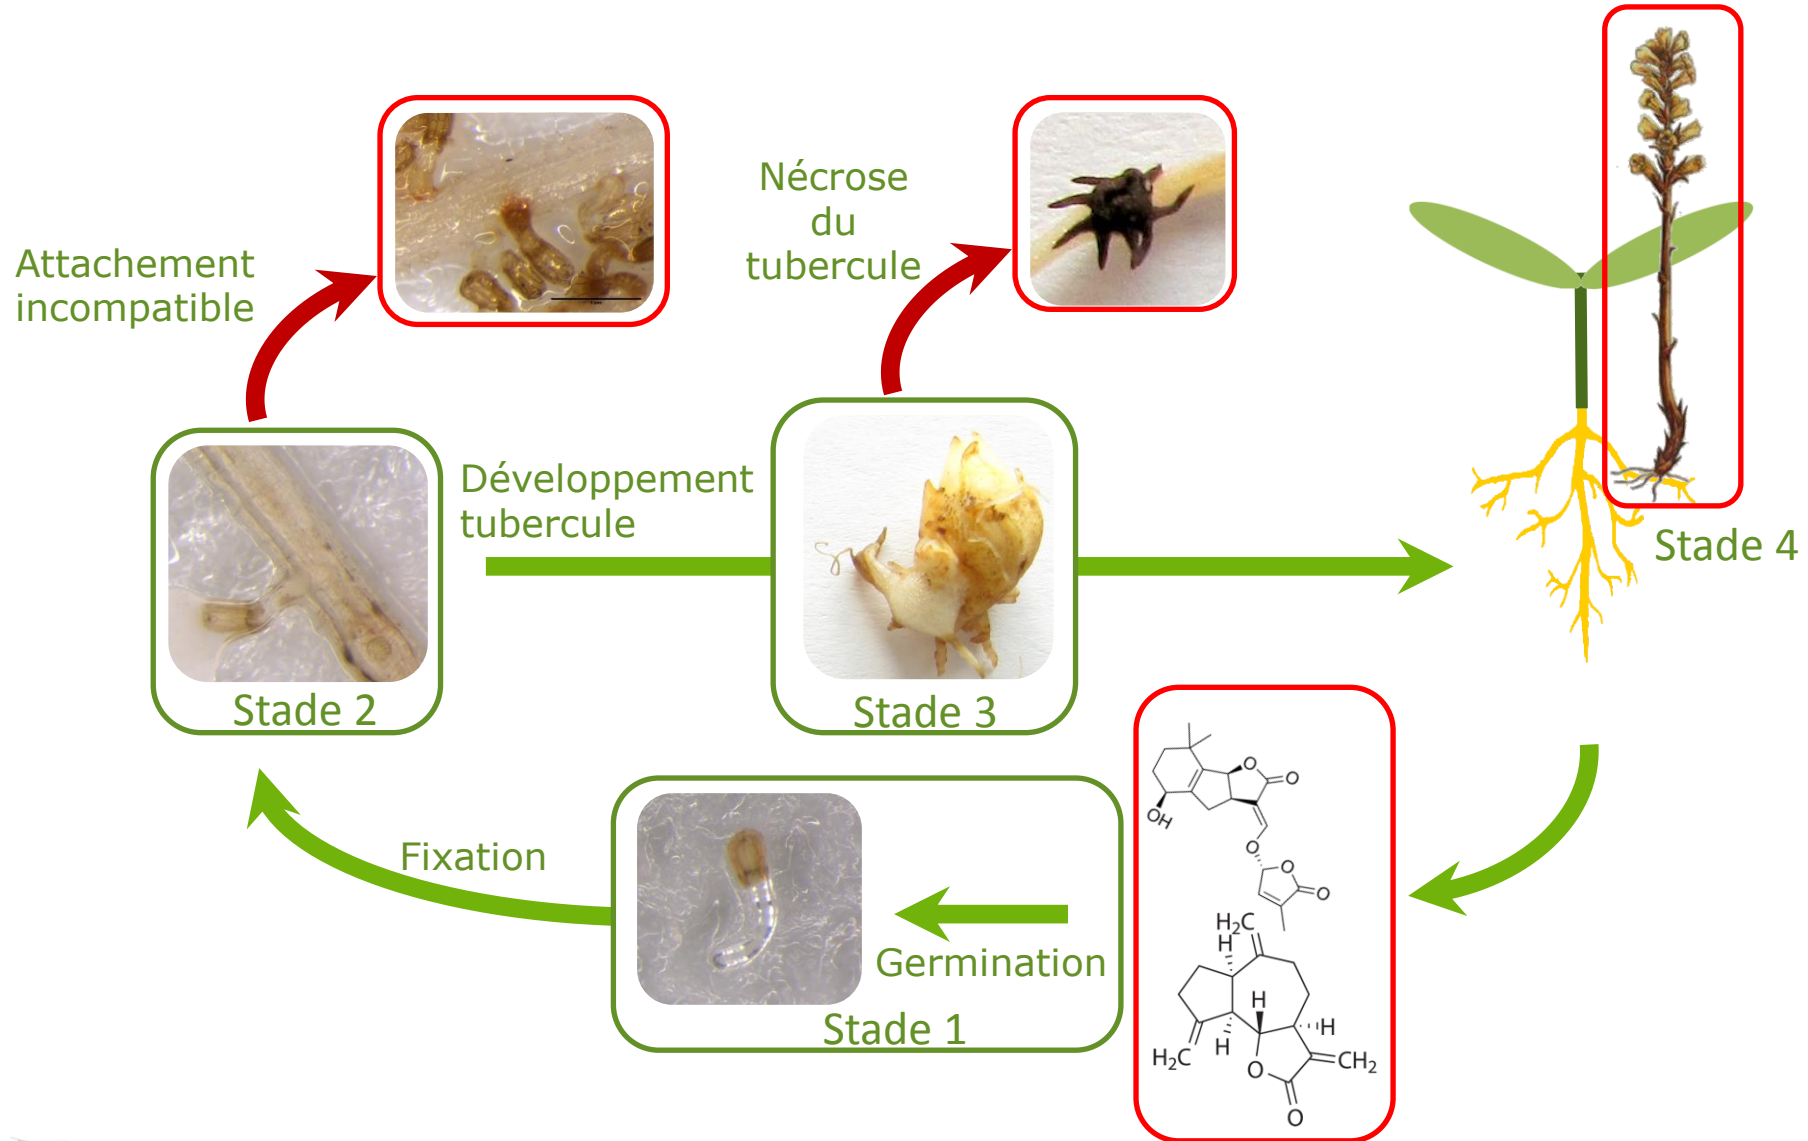 Attachement
incompatible
Nécrose
du
tubercule
Développement
tubercule
Stade 2
Stade 3
Stade 4
Fixation
Germination
Stade 1
O
O
OH
O
O
O
H₂C
H
H
H
H
H₂C
CH₂
O
O